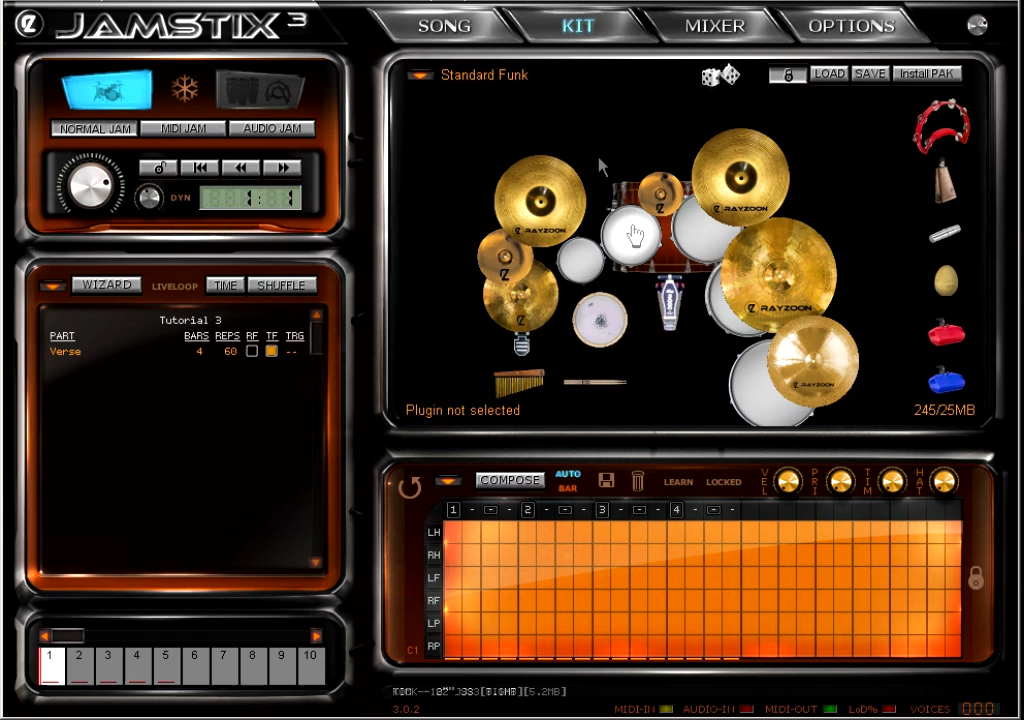 JAMSTIX 3
SONG KIT MIXER OPTIONS
NORMAL JAM MIDI JAM AUDIO JAM
DYN 1:1
WIZARD LIVELOOP TIME SHUFFLE
Tutorial 3
PART BARS REPS RF TF TRG
Verse 4 60 --
1 2 3 4 5 6 7 8 9 10
Standard Funk LOAD SAVE Install PAK
RAYZOON
RAYZOON
RAYZOON
RAYZOON
Plugin not selected 245/25MB
COMPOSE AUTO BAR LEARN LOCKED VEL PRI TIM HAT
1 - - - 2 - - - 3 - - - 4 - - -
LH
RH
LF
RF
LP
C1 RP
3.0.2 MIDI-IN AUDIO-IN MIDI-OUT LoD% VOICES 000